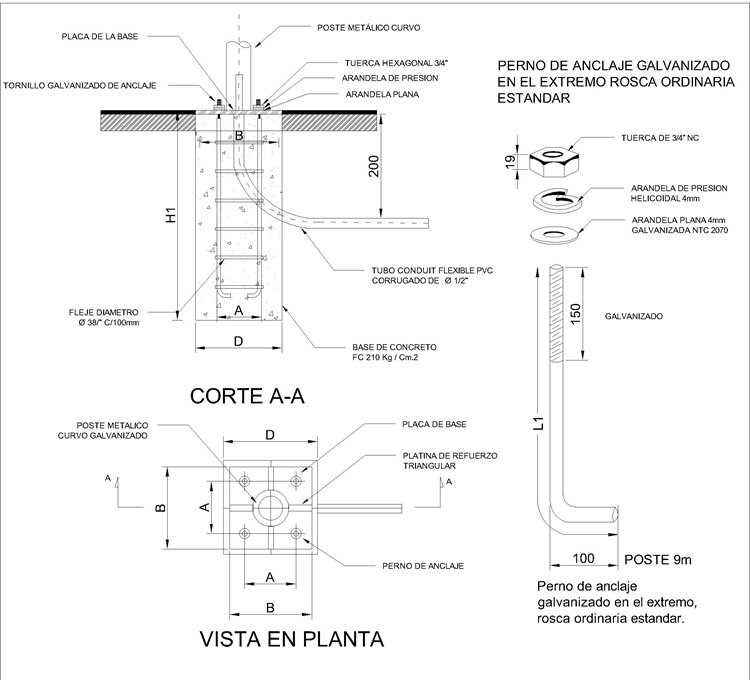 POSTE METÁLICO CURVO
PLACA DE LA BASE
TUERCA HEXAGONAL 3/4"
ARANDELA DE PRESION
ARANDELA PLANA
TORNILLO GALVANIZADO DE ANCLAJE
B
200
H1
TUBO CONDUIT FLEXIBLE PVC
CORRUGADO DE Ø 1/2"
FLEJE DIAMETRO
Ø 38/" C/100mm
A
D
BASE DE CONCRETO
FC 210 Kg / Cm.2
CORTE A-A
POSTE METALICO
CURVO GALVANIZADO
D
PLACA DE BASE
PLATINA DE REFUERZO
TRIANGULAR
A
A
B
A
PERNO DE ANCLAJE
A
B
VISTA EN PLANTA
PERNO DE ANCLAJE GALVANIZADO
EN EL EXTREMO ROSCA ORDINARIA
ESTANDAR
TUERCA DE 3/4" NC
19
ARANDELA DE PRESION
HELICOIDAL 4mm
ARANDELA PLANA 4mm
GALVANIZADA NTC 2070
150
GALVANIZADO
L1
100
POSTE 9m
Perno de anclaje
galvanizado en el extremo,
rosca ordinaria estandar.